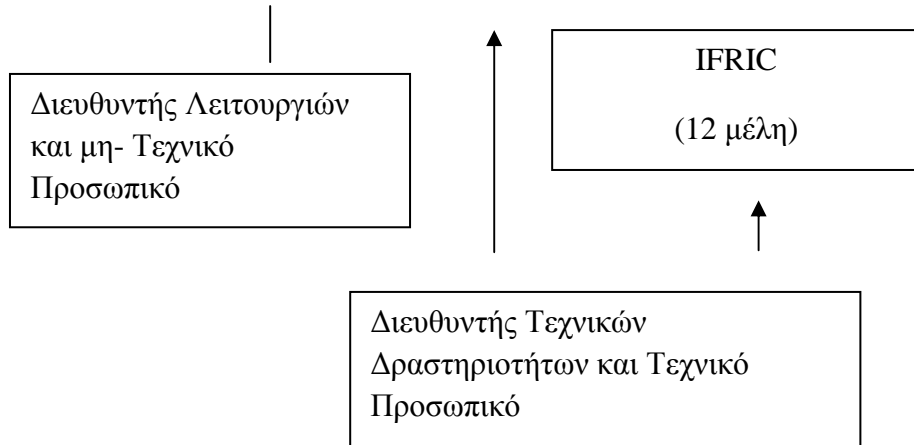 IFRIC
(12 μέλη)
Διευθυντής Λειτουργιών
και μη- Τεχνικό
Προσωπικό
Διευθυντής Τεχνικών
Δραστηριοτήτων και Τεχνικό
Προσωπικό